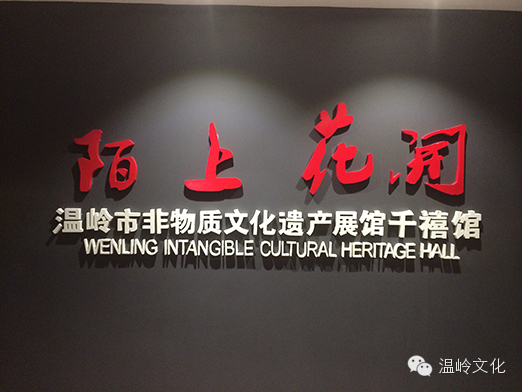 陌上花开
温岭市非物质文化遗产展馆千禧馆
WENLING INTANGIBLE CULTURAL HERITAGE HALL
温岭文化